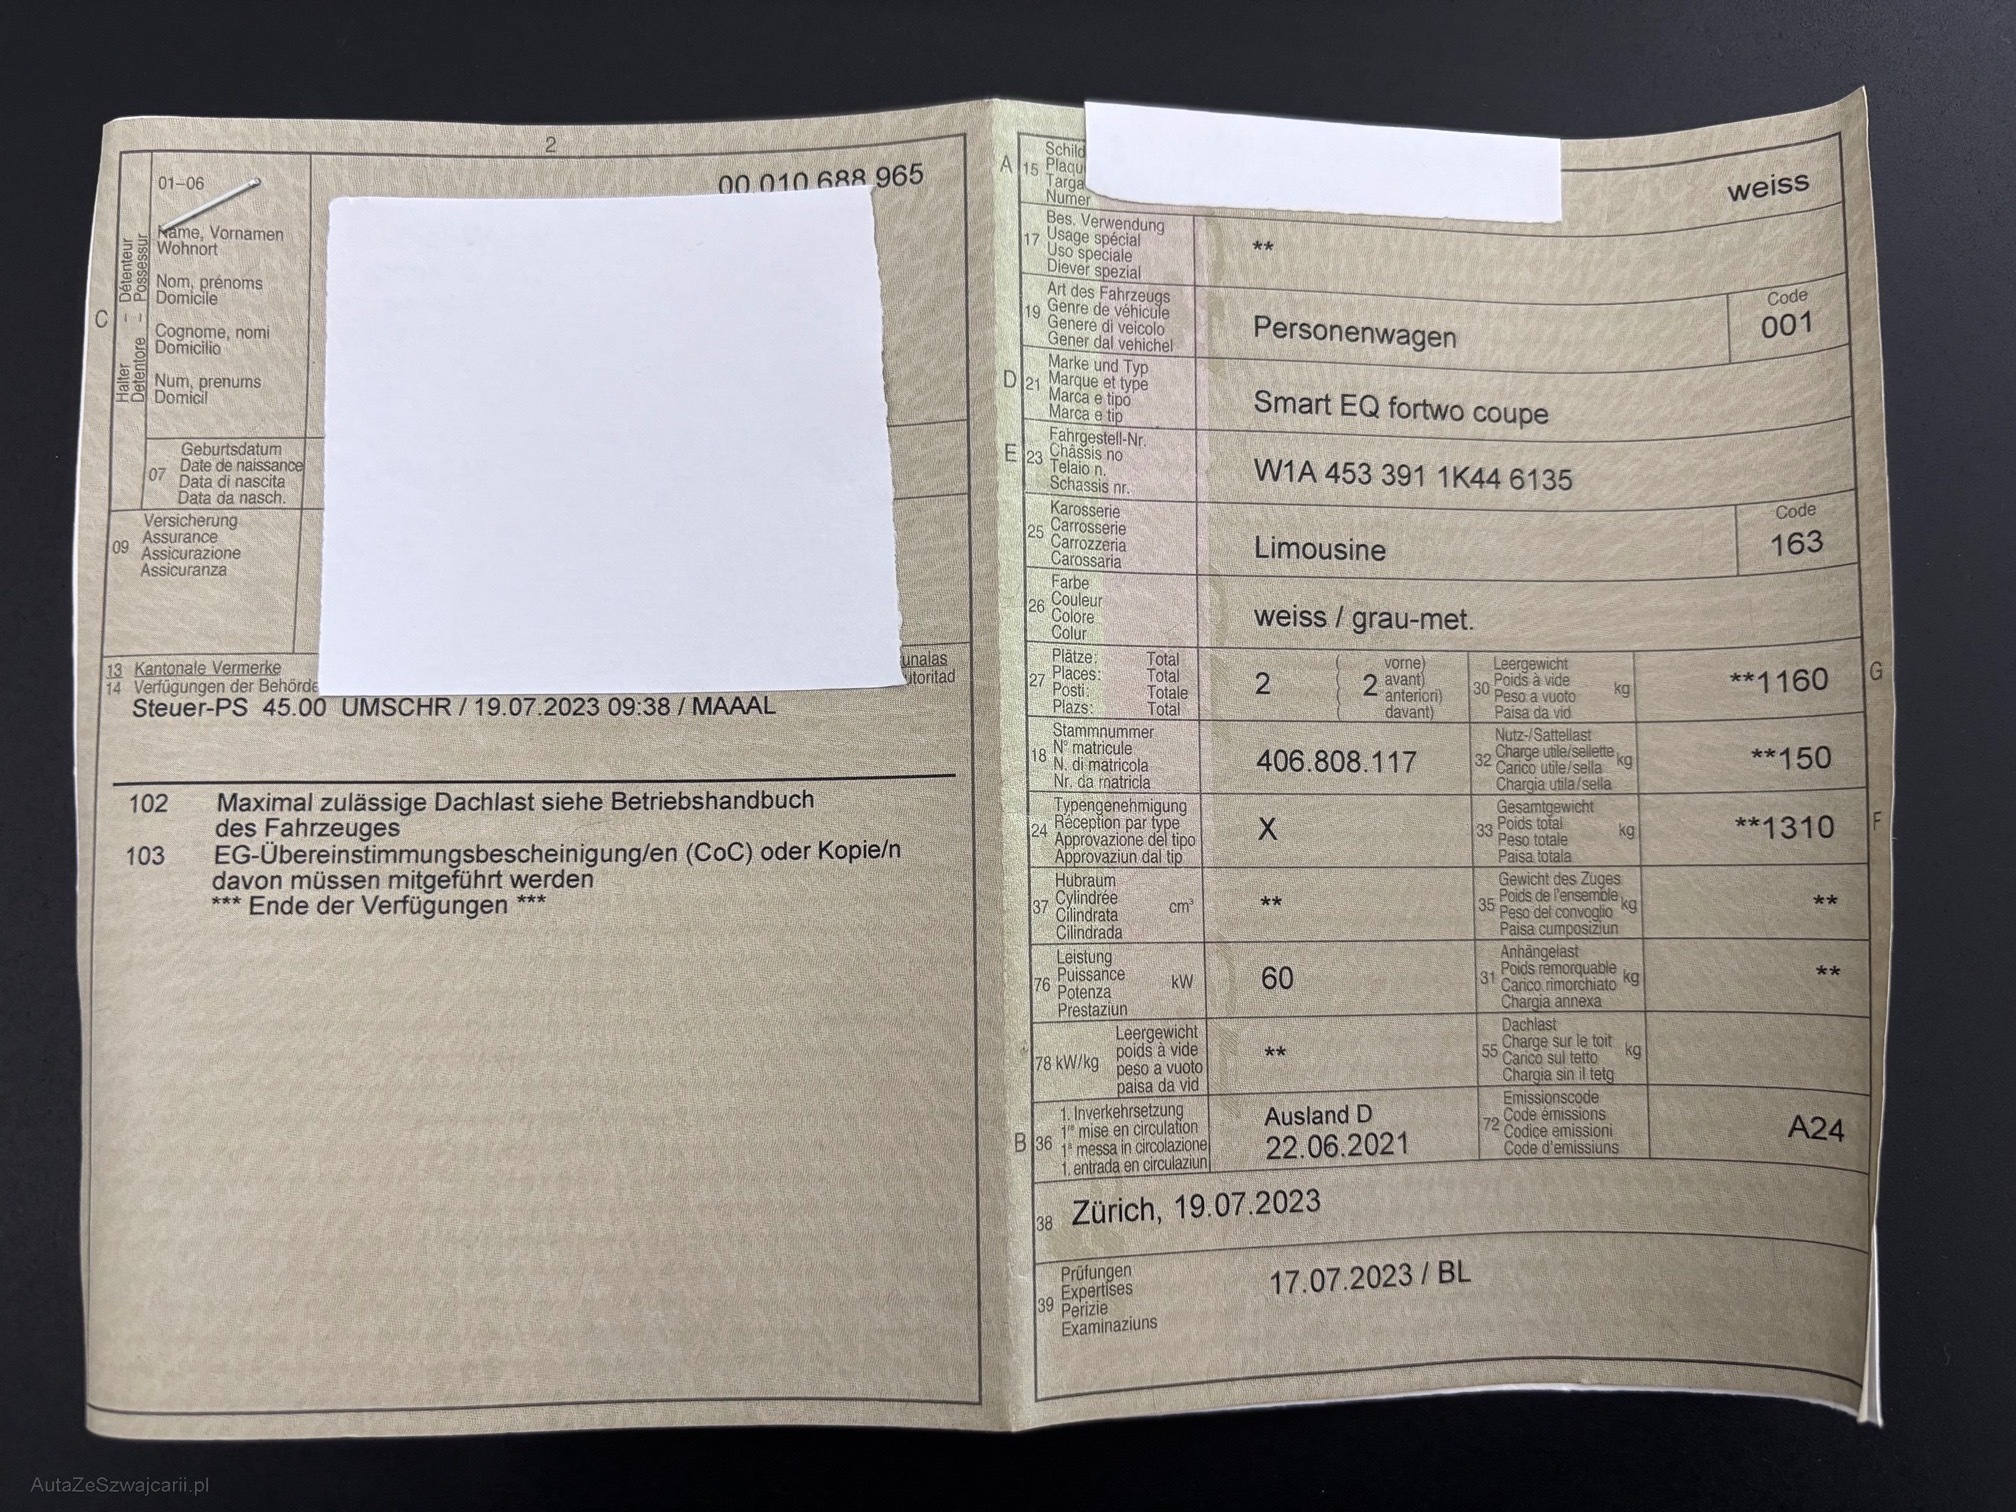 2
01–06
00.010.688.965
Name, Vornamen
Wohnort
Nom, prénoms
Domicile
Cognome, nomi
Domicilio
Num, prenums
Domicil
C
Halter – Détenteur
Detentore – Possessur
07
Geburtsdatum
Date de naissance
Data di nascita
Data da nasch.
09
Versicherung
Assurance
Assicurazione
Assicuranza
13 Kantonale Vermerke
14 Verfügungen der Behörde
Steuer-PS 45.00 UMSCHR / 19.07.2023 09:38 / MAAAL
102 Maximal zulässige Dachlast siehe Betriebshandbuch
des Fahrzeuges
103 EG-Übereinstimmungsbescheinigung/en (CoC) oder Kopie/n
davon müssen mitgeführt werden
*** Ende der Verfügungen ***
A 15
Schild
Plaqu
Targa
Numer
weiss
17
Bes. Verwendung
Usage spécial
Uso speciale
Diever spezial
**
19
Art des Fahrzeugs
Genre de véhicule
Genere di veicolo
Gener dal vehichel
Personenwagen
Code
001
D 21
Marke und Typ
Marque et type
Marca e tipo
Marca e tip
Smart EQ fortwo coupe
E 23
Fahrgestell-Nr.
Châssis no
Telaio n.
Schassis nr.
W1A 453 391 1K44 6135
25
Karosserie
Carrosserie
Carrozzeria
Carossaria
Limousine
Code
163
26
Farbe
Couleur
Colore
Colur
weiss / grau-met.
27
Plätze: Total
Places: Total
Posti: Totale
Plazs: Total
2
2
( vorne)
( avant)
( anteriori)
( davant)
30
Leergewicht
Poids à vide
Peso a vuoto
Paisa da vid
kg
**1160
G
18
Stammnummer
N° matricule
N. di matricola
Nr. da matricla
406.808.117
32
Nutz-/Sattellast
Charge utile/sellette
Carico utile/sella
Chargia utila/sella
kg
**150
24
Typengenehmigung
Réception par type
Approvazione del tipo
Approvaziun dal tip
X
33
Gesamtgewicht
Poids total
Peso totale
Paisa totala
kg
**1310
F
37
Hubraum
Cylindrée
Cilindrata
Cilindrada
cm³
**
35
Gewicht des Zuges
Poids de l'ensemble
Peso del convoglio
Paisa cumposiziun
kg
**
76
Leistung
Puissance
Potenza
Prestaziun
kW
60
31
Anhängelast
Poids remorquable
Carico rimorchiato
Chargia annexa
kg
**
78 kW/kg
Leergewicht
poids à vide
peso a vuoto
paisa da vid
**
55
Dachlast
Charge sur le toit
Carico sul tetto
Chargia sin il tetg
kg
B 36
1. Inverkehrsetzung
1re mise en circulation
1a messa in circolazione
1. entrada en circulaziun
Ausland D
22.06.2021
72
Emissionscode
Code émissions
Codice emissioni
Code d'emissiuns
A24
38 Zürich, 19.07.2023
39
Prüfungen
Expertises
Perizie
Examinaziuns
17.07.2023 / BL
AutaZeSzwajcarii.pl